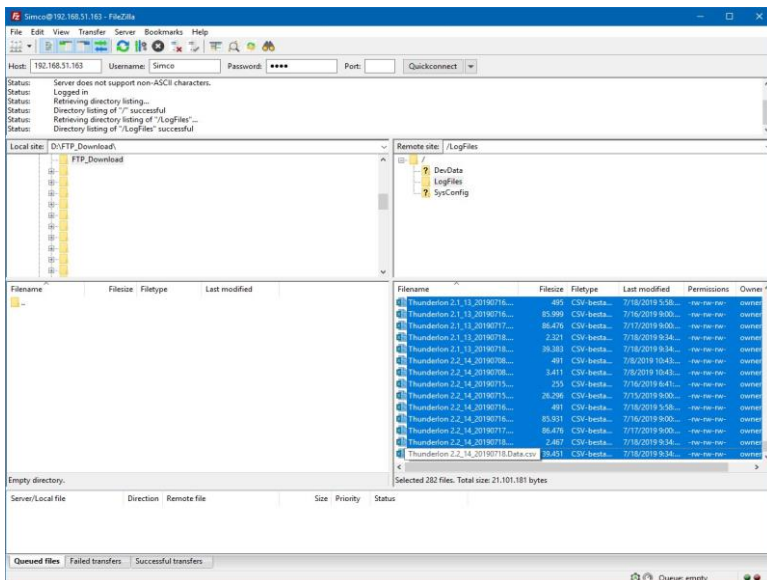 Simco@192.168.51.163 - FileZilla
File Edit View Transfer Server Bookmarks Help
Host: 192.168.51.163 Username: Simco Password: •••• Port: Quickconnect
Status: Server does not support non-ASCII characters.
Status: Logged in
Status: Retrieving directory listing...
Status: Directory listing of "/" successful
Status: Retrieving directory listing of "/LogFiles"...
Status: Directory listing of "/LogFiles" successful
Local site: D:\FTP_Download\
FTP_Download
Remote site: /LogFiles
/
DevData
LogFiles
SysConfig
Filename Filesize Filetype Last modified
..
Empty directory.
Filename Filesize Filetype Last modified Permissions Owner
ThunderIon 2.1_13_20190716.... 495 CSV-besta... 7/18/2019 5:58:... -rw-rw-rw- owner
ThunderIon 2.1_13_20190716.... 85.999 CSV-besta... 7/16/2019 9:00:... -rw-rw-rw- owner
ThunderIon 2.1_13_20190717.... 86.476 CSV-besta... 7/17/2019 9:00:... -rw-rw-rw- owner
ThunderIon 2.1_13_20190718.... 2.321 CSV-besta... 7/18/2019 9:34:... -rw-rw-rw- owner
ThunderIon 2.1_13_20190718.... 39.383 CSV-besta... 7/18/2019 9:34:... -rw-rw-rw- owner
ThunderIon 2.2_14_20190708.... 491 CSV-besta... 7/8/2019 10:43:... -rw-rw-rw- owner
ThunderIon 2.2_14_20190708.... 3.411 CSV-besta... 7/8/2019 10:43:... -rw-rw-rw- owner
ThunderIon 2.2_14_20190715.... 255 CSV-besta... 7/16/2019 6:41:... -rw-rw-rw- owner
ThunderIon 2.2_14_20190715.... 26.296 CSV-besta... 7/15/2019 9:00:... -rw-rw-rw- owner
ThunderIon 2.2_14_20190716.... 491 CSV-besta... 7/18/2019 5:58:... -rw-rw-rw- owner
ThunderIon 2.2_14_20190716.... 85.931 CSV-besta... 7/16/2019 9:00:... -rw-rw-rw- owner
ThunderIon 2.2_14_20190717.... 86.476 CSV-besta... 7/17/2019 9:00:... -rw-rw-rw- owner
ThunderIon 2.2_14_20190718.... 2.467 CSV-besta... 7/18/2019 9:34:... -rw-rw-rw- owner
ThunderIon 2.2_14_20190718.Data.csv 39.451 CSV-besta... 7/18/2019 9:34:... -rw-rw-rw- owner
Selected 282 files. Total size: 21.101.181 bytes
Server/Local file Direction Remote file Size Priority Status
Queued files Failed transfers Successful transfers
Queue: empty